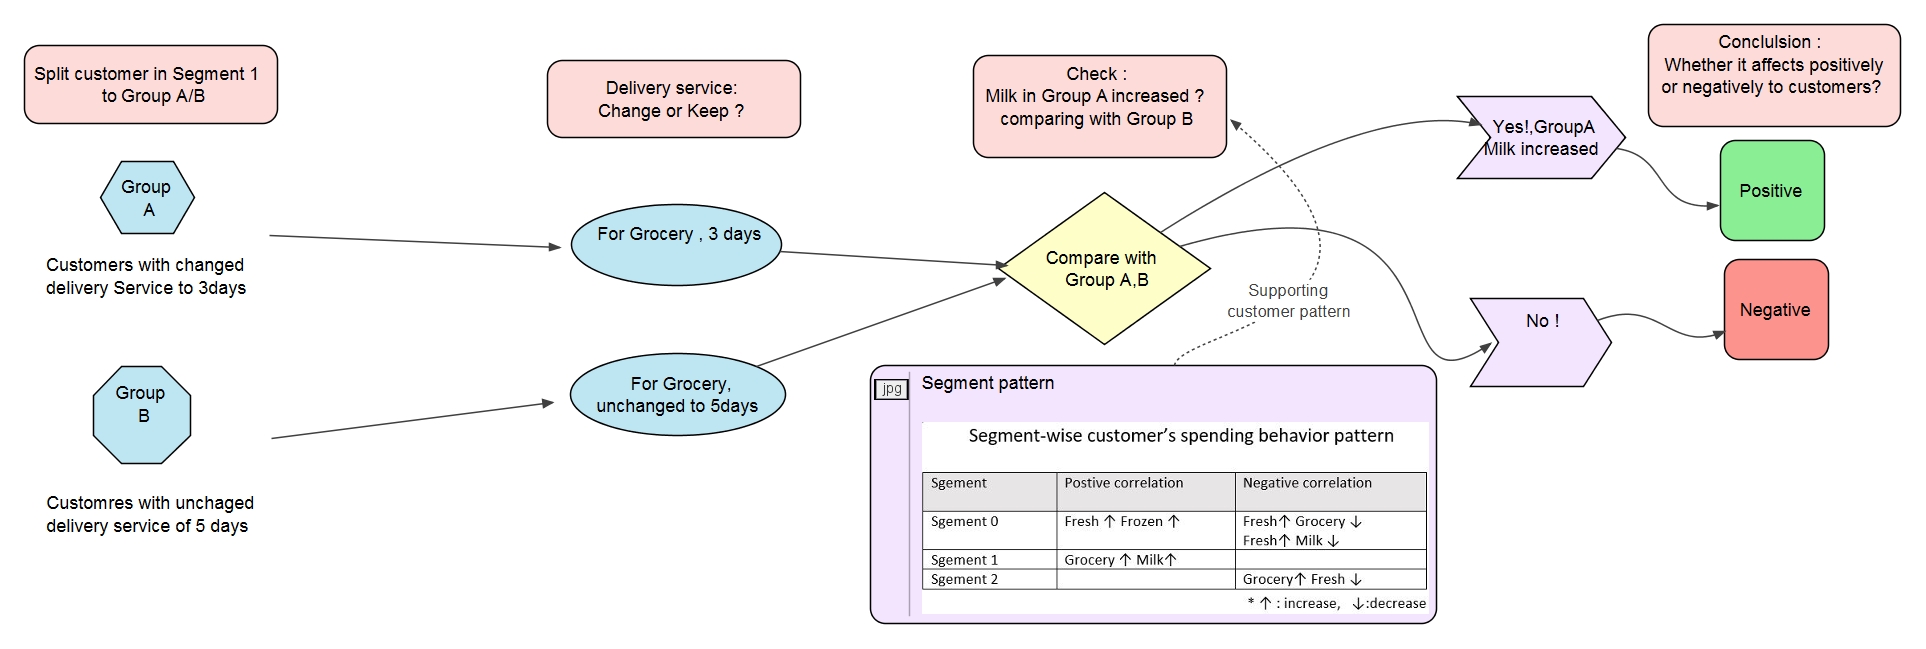 Split customer in Segment 1
to Group A/B
Delivery service:
Change or Keep ?
Check :
Milk in Group A increased ?
comparing with Group B
Conclulsion :
Whether it affects positively
or negatively to customers?
Group
A
Customers with changed
delivery Service to 3days
For Grocery , 3 days
Compare with
Group A,B
Yes!,GroupA
Milk increased
Positive
Supporting
customer pattern
No !
Negative
Group
B
Customres with unchaged
delivery service of 5 days
For Grocery,
unchanged to 5days
jpg
Segment pattern
Segment-wise customer’s spending behavior pattern
Sgement Postive correlation Negative correlation
Sgement 0 Fresh ↑ Frozen ↑ Fresh↑ Grocery ↓
Fresh↑ Milk ↓
Sgement 1 Grocery ↑ Milk↑
Sgement 2 Grocery↑ Fresh ↓
* ↑ : increase, ↓:decrease